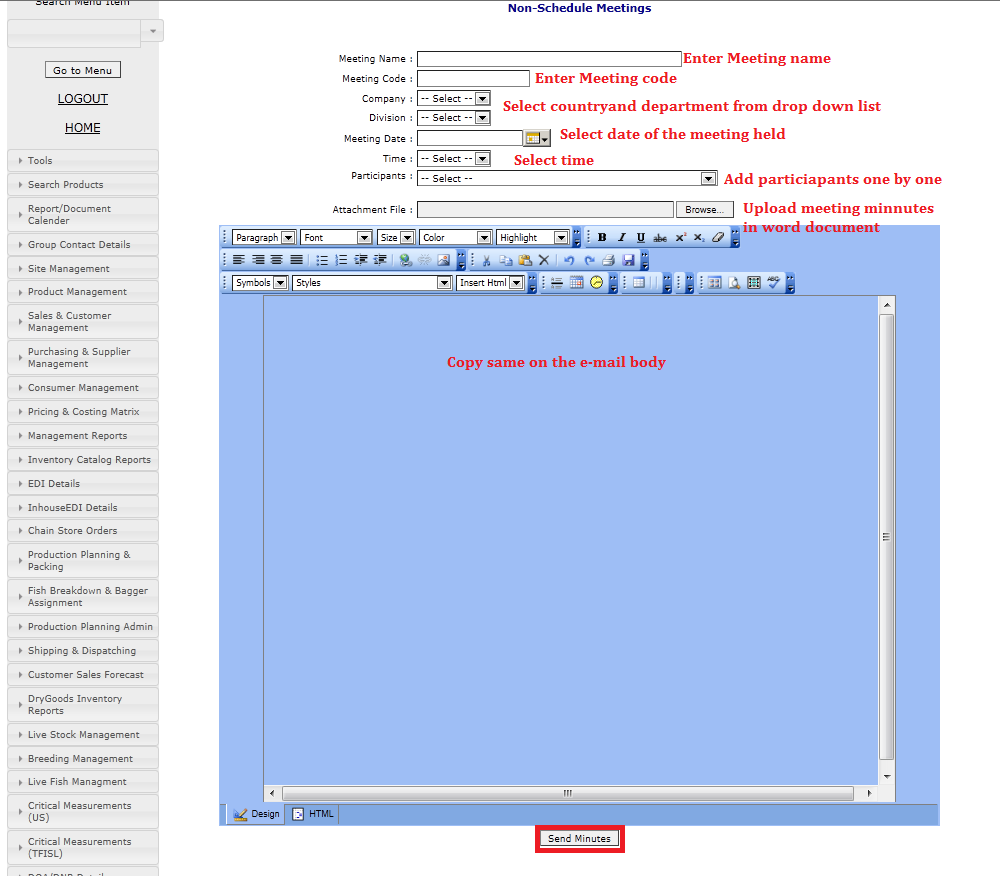 Search Menu Item
Non-Schedule Meetings
Go to Menu
LOGOUT
HOME
Tools
Search Products
Report/Document
Calender
Group Contact Details
Site Management
Product Management
Sales & Customer
Management
Purchasing & Supplier
Management
Consumer Management
Pricing & Costing Matrix
Management Reports
Inventory Catalog Reports
EDI Details
InhouseEDI Details
Chain Store Orders
Production Planning &
Packing
Fish Breakdown & Bagger
Assignment
Production Planning Admin
Shipping & Dispatching
Customer Sales Forecast
DryGoods Inventory
Reports
Live Stock Management
Breeding Management
Live Fish Managment
Critical Measurements
(US)
Critical Measurements
(TFISL)
Meeting Name : Enter Meeting name
Meeting Code : Enter Meeting code
Company : -- Select --
Select countryand department from drop down list
Division : -- Select --
Meeting Date : Select date of the meeting held
Time : -- Select -- Select time
Participants : -- Select -- Add particiapants one by one
Attachment File : Browse... Upload meeting minnutes
in word document
Paragraph Font Size Color Highlight B I U abc x² x₂
Symbols Styles Insert Html ABC
Copy same on the e-mail body
Design HTML
Send Minutes